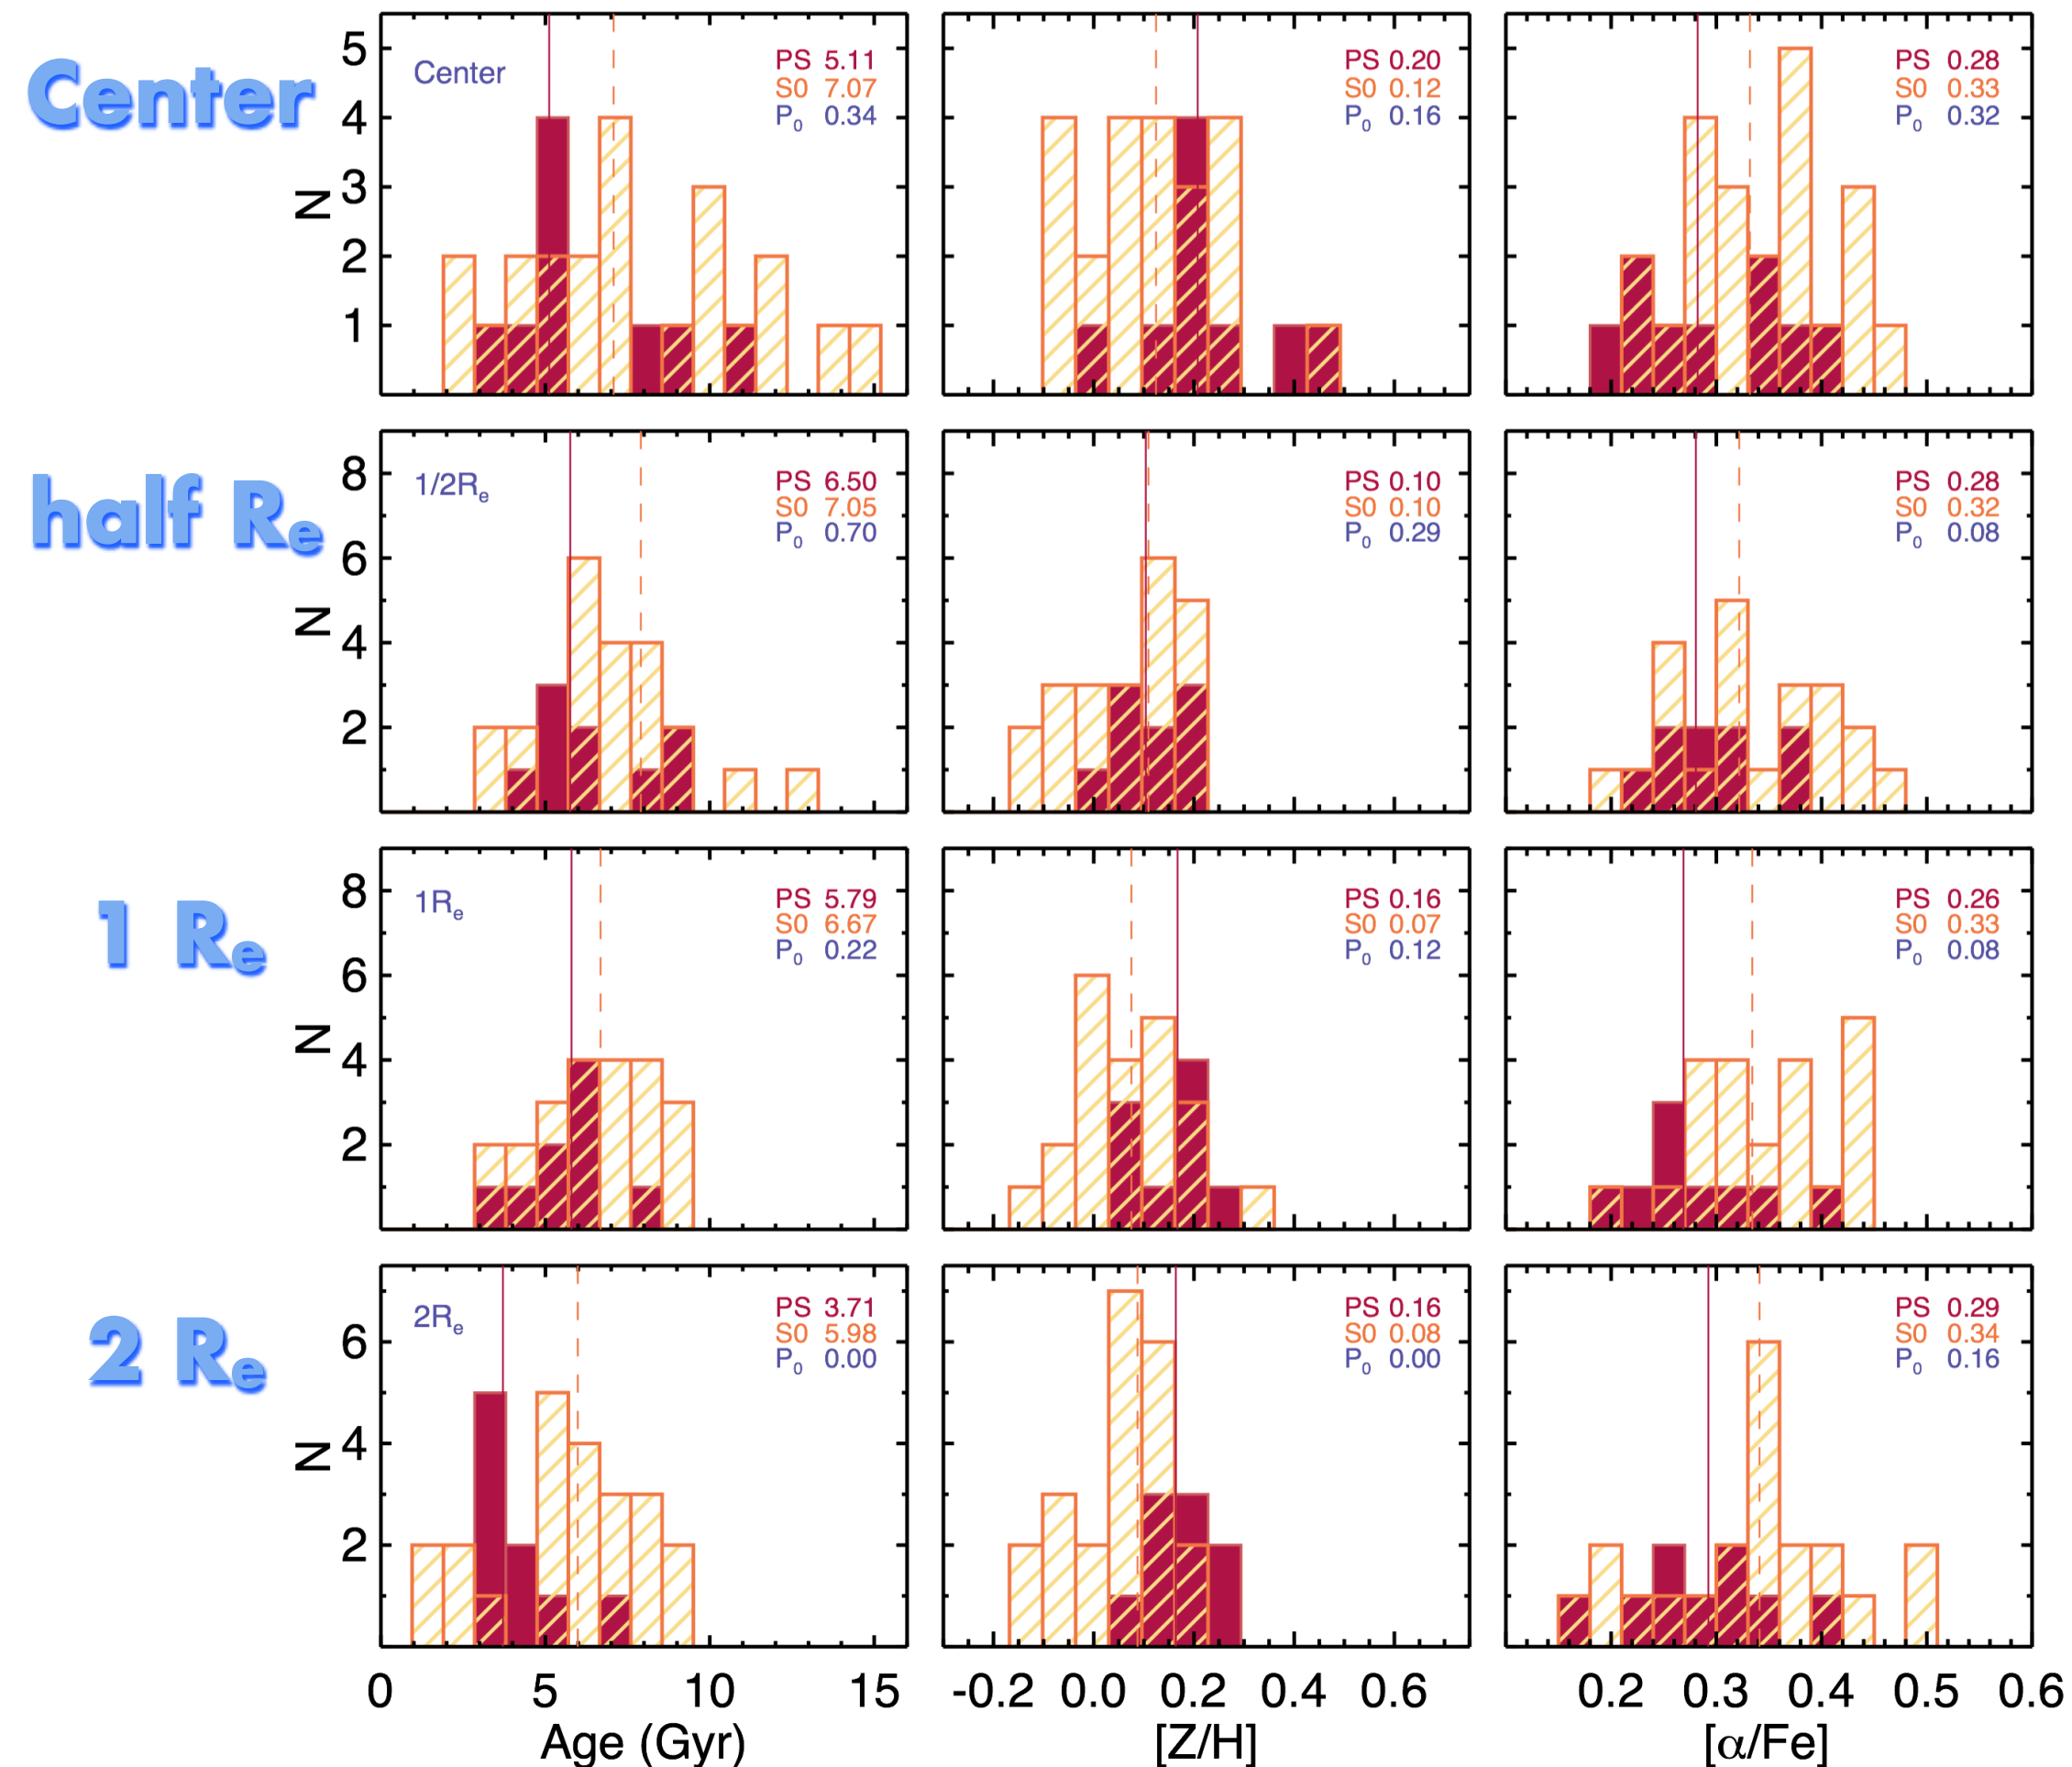 Center
5
4
3
2
1
N
Center
PS 5.11
S0 7.07
P0 0.34
PS 0.20
S0 0.12
P0 0.16
PS 0.28
S0 0.33
P0 0.32
half Re
8
6
4
2
N
1/2Re
PS 6.50
S0 7.05
P0 0.70
PS 0.10
S0 0.10
P0 0.29
PS 0.28
S0 0.32
P0 0.08
1 Re
8
6
4
2
N
1Re
PS 5.79
S0 6.67
P0 0.22
PS 0.16
S0 0.07
P0 0.12
PS 0.26
S0 0.33
P0 0.08
2 Re
6
4
2
N
2Re
PS 3.71
S0 5.98
P0 0.00
PS 0.16
S0 0.08
P0 0.00
PS 0.29
S0 0.34
P0 0.16
0 5 10 15
-0.2 0.0 0.2 0.4 0.6
0.2 0.3 0.4 0.5 0.6
Age (Gyr)
[Z/H]
[α/Fe]